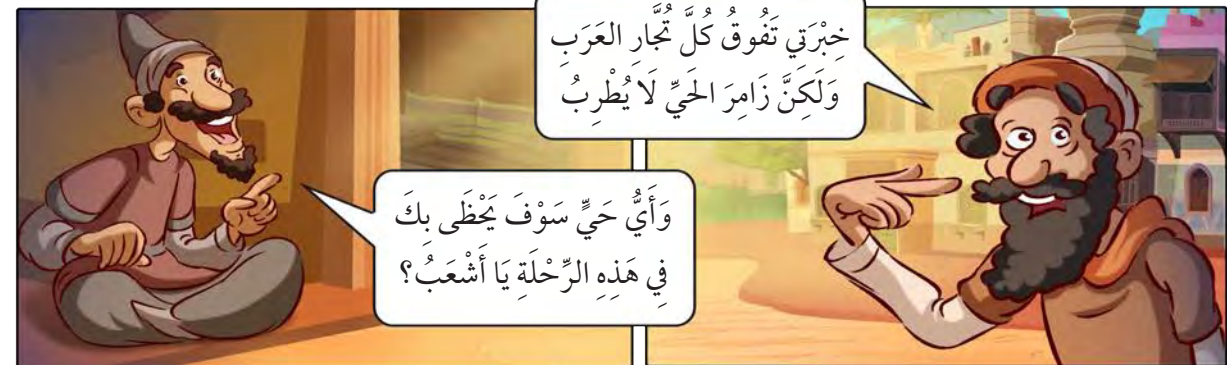 خِبْرَتِي تَفُوقُ كُلَّ تُجَّارِ العَرَبِ
وَلَكِنَّ زَامِرَ الحَيِّ لَا يُطْرِبُ
وَأَيُّ حَيٍّ سَوْفَ يَحْظَى بِكَ
فِي هَذِهِ الرِّحْلَةِ يَا أَشْعَبُ؟